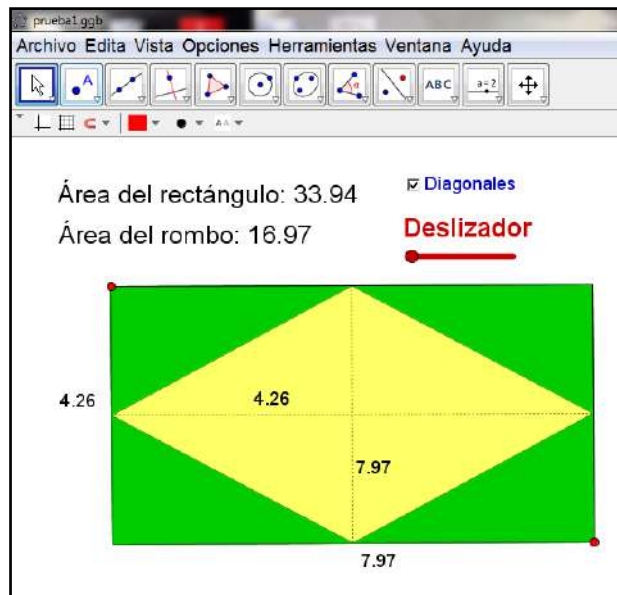 prueba1.ggb
Archivo Edita Vista Opciones Herramientas Ventana Ayuda
A
α
ABC
a=2
AA
Área del rectángulo: 33.94
Diagonales
Área del rombo: 16.97
Deslizador
4.26
4.26
7.97
7.97